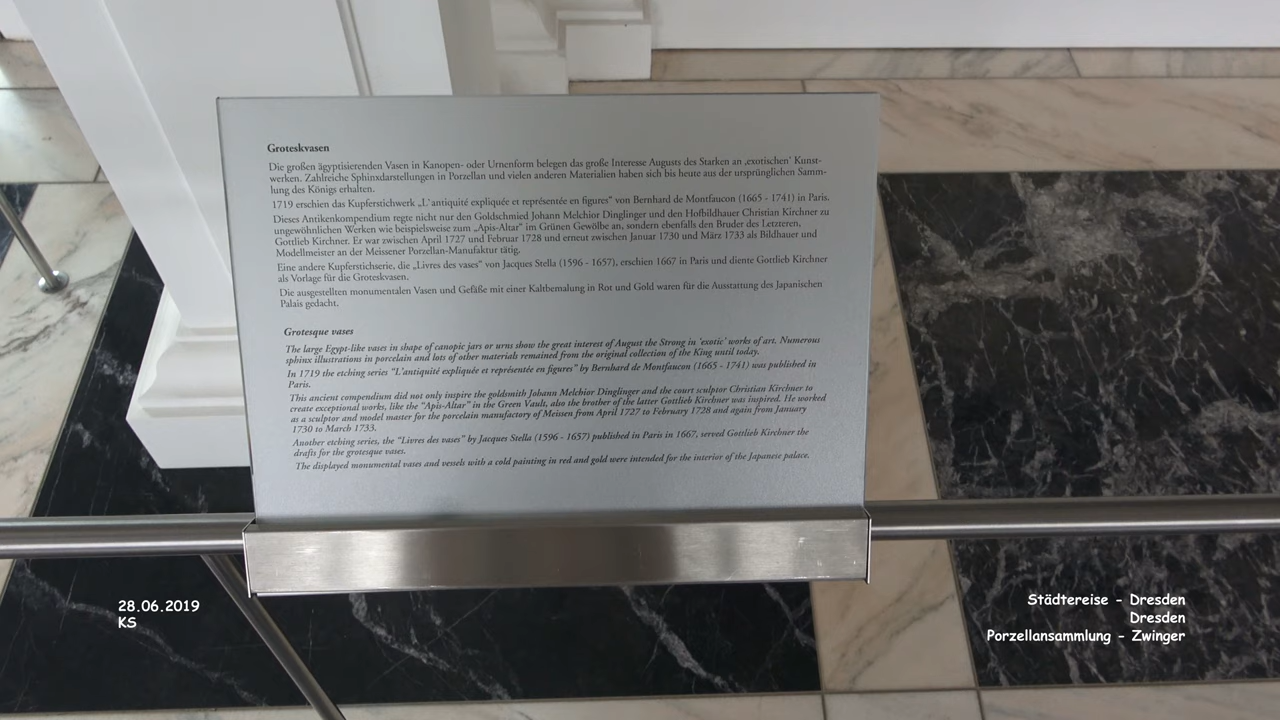 Groteskvasen
Die großen ägyptisierenden Vasen in Kanopen- oder Urnenform belegen das große Interesse Augusts des Starken an ‚exotischen' Kunst-
werken. Zahlreiche Sphinxdarstellungen in Porzellan und vielen anderen Materialien haben sich bis heute aus der ursprünglichen Samm-
lung des Königs erhalten.
1719 erschien das Kupferstichwerk „L'antiquité expliquée et représentée en figures" von Bernhard de Montfaucon (1665 - 1741) in Paris.
Dieses Antikenkompendium regte nicht nur den Goldschmied Johann Melchior Dinglinger und den Hofbildhauer Christian Kirchner zu
ungewöhnlichen Werken wie beispielsweise zum „Apis-Altar" im Grünen Gewölbe an, sondern ebenfalls den Bruder des Letzteren,
Gottlieb Kirchner. Er war zwischen April 1727 und Februar 1728 und erneut zwischen Januar 1730 und März 1733 als Bildhauer und
Modellmeister an der Meissener Porzellan-Manufaktur tätig.
Eine andere Kupferstichserie, die „Livres des vases" von Jacques Stella (1596 - 1657), erschien 1667 in Paris und diente Gottlieb Kirchner
als Vorlage für die Groteskvasen.
Die ausgestellten monumentalen Vasen und Gefäße mit einer Kaltbemalung in Rot und Gold waren für die Ausstattung des Japanischen
Palais gedacht.
Grotesque vases
The large Egypt-like vases in shape of canopic jars or urns show the great interest of August the Strong in 'exotic' works of art. Numerous
sphinx illustrations in porcelain and lots of other materials remained from the original collection of the King until today.
In 1719 the etching series "L'antiquité expliquée et représentée en figures" by Bernhard de Montfaucon (1665 - 1741) was published in
Paris.
This ancient compendium did not only inspire the goldsmith Johann Melchior Dinglinger and the court sculptor Christian Kirchner to
create exceptional works, like the "Apis-Altar" in the Green Vault, also the brother of the latter Gottlieb Kirchner was inspired. He worked
as a sculptor and model master for the porcelain manufactory of Meissen from April 1727 to February 1728 and again from January
1730 to March 1733.
Another etching series, the "Livres des vases" by Jacques Stella (1596 - 1657) published in Paris in 1667, served Gottlieb Kirchner the
drafts for the grotesque vases.
The displayed monumental vases and vessels with a cold painting in red and gold were intended for the interior of the Japanese palace.
28.06.2019
KS
Städtereise - Dresden
Dresden
Porzellansammlung - Zwinger